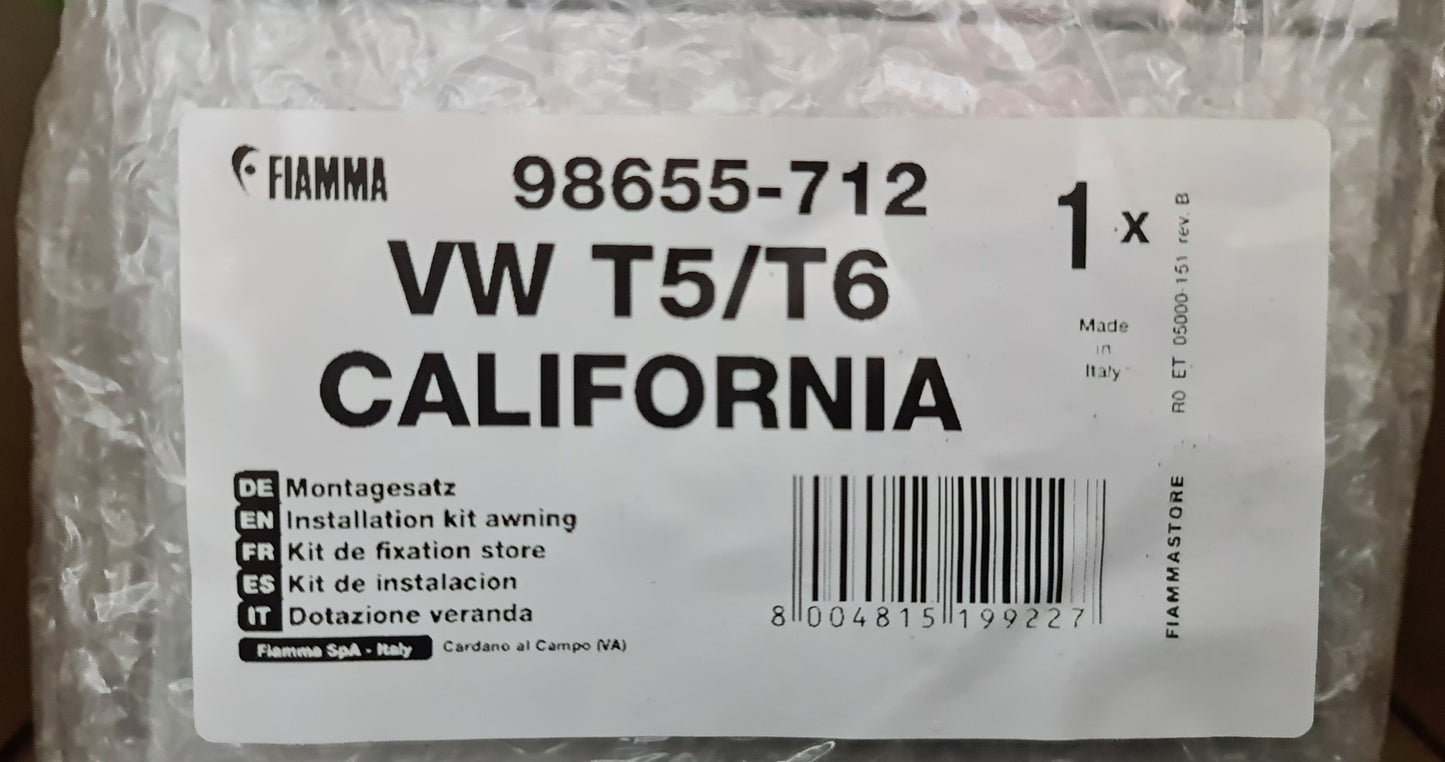 FIAMMA 98655-712
VW T5/T6
CALIFORNIA
1 x
Made
in
Italy
DE Montagesatz
EN Installation kit awning
FR Kit de fixation store
ES Kit de instalacion
IT Dotazione veranda
Fiamma SpA - Italy Cardano al Campo (VA)
8 004815 199227
FIAMMASTORE R0 ET 05000-151 rev. B